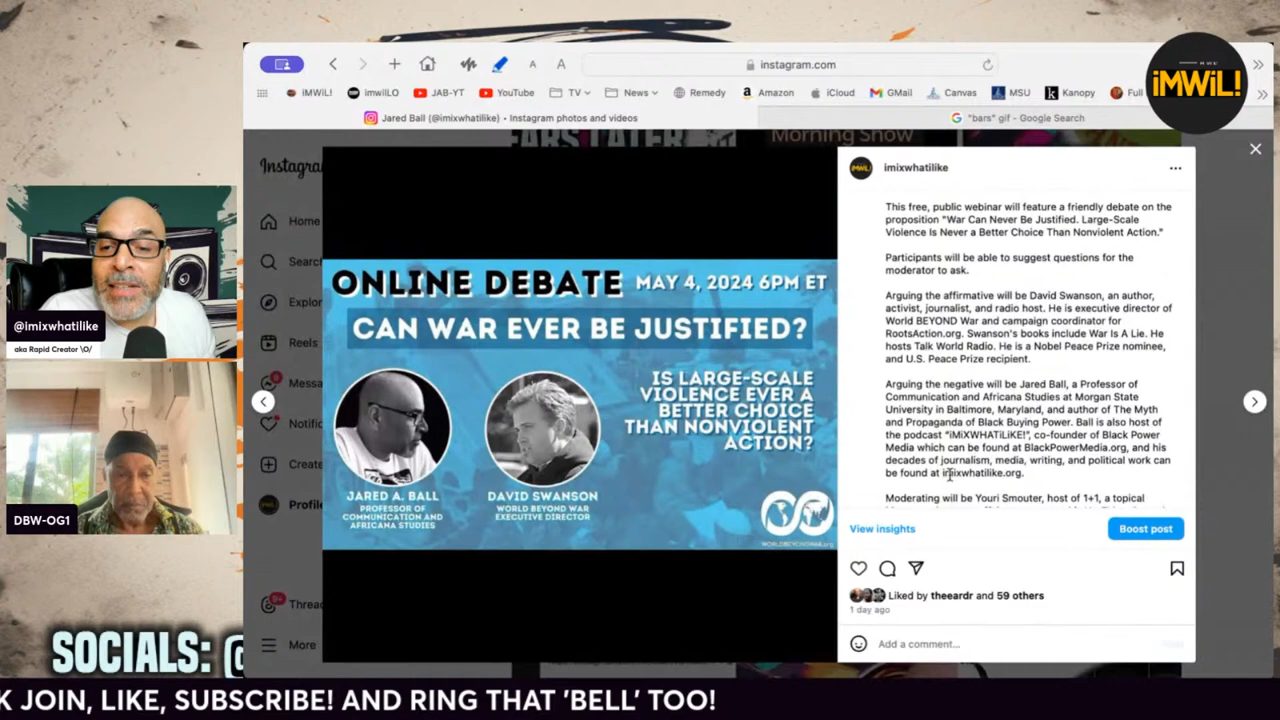 instagram.com
iMWiL!
imwilLO
JAB-YT
YouTube
TV
News
Remedy
Amazon
iCloud
GMail
Canvas
MSU
Kanopy
Full
Jared Ball (@imixwhatilike) • Instagram photos and videos
"bars" gif - Google Search
iMWiL!
Morning Show
Instagra
Home
Searc
Explor
Reels
Messa
Notific
Create
Profile
9+
Threa
More
ONLINE DEBATE
MAY 4, 2024 6PM ET
CAN WAR EVER BE JUSTIFIED?
IS LARGE-SCALE
VIOLENCE EVER A
BETTER CHOICE
THAN NONVIOLENT
ACTION?
JARED A. BALL
PROFESSOR OF
COMMUNICATION AND
AFRICANA STUDIES
DAVID SWANSON
WORLD BEYOND WAR
EXECUTIVE DIRECTOR
WORLDBEYONDWAR.org
imixwhatilike
This free, public webinar will feature a friendly debate on the
proposition "War Can Never Be Justified. Large-Scale
Violence Is Never a Better Choice Than Nonviolent Action."
Participants will be able to suggest questions for the
moderator to ask.
Arguing the affirmative will be David Swanson, an author,
activist, journalist, and radio host. He is executive director of
World BEYOND War and campaign coordinator for
RootsAction.org. Swanson's books include War Is A Lie. He
hosts Talk World Radio. He is a Nobel Peace Prize nominee,
and U.S. Peace Prize recipient.
Arguing the negative will be Jared Ball, a Professor of
Communication and Africana Studies at Morgan State
University in Baltimore, Maryland, and author of The Myth
and Propaganda of Black Buying Power. Ball is also host of
the podcast “iMiXWHATiLiKE!”, co-founder of Black Power
Media which can be found at BlackPowerMedia.org, and his
decades of journalism, media, writing, and political work can
be found at imixwhatilike.org.
Moderating will be Youri Smouter, host of 1+1, a topical
View insights
Boost post
Liked by theeardr and 59 others
1 day ago
Add a comment...
@imixwhatilike
aka Rapid Creator \O/
DBW-OG1
SOCIALS: @
K JOIN, LIKE, SUBSCRIBE! AND RING THAT 'BELL' TOO!